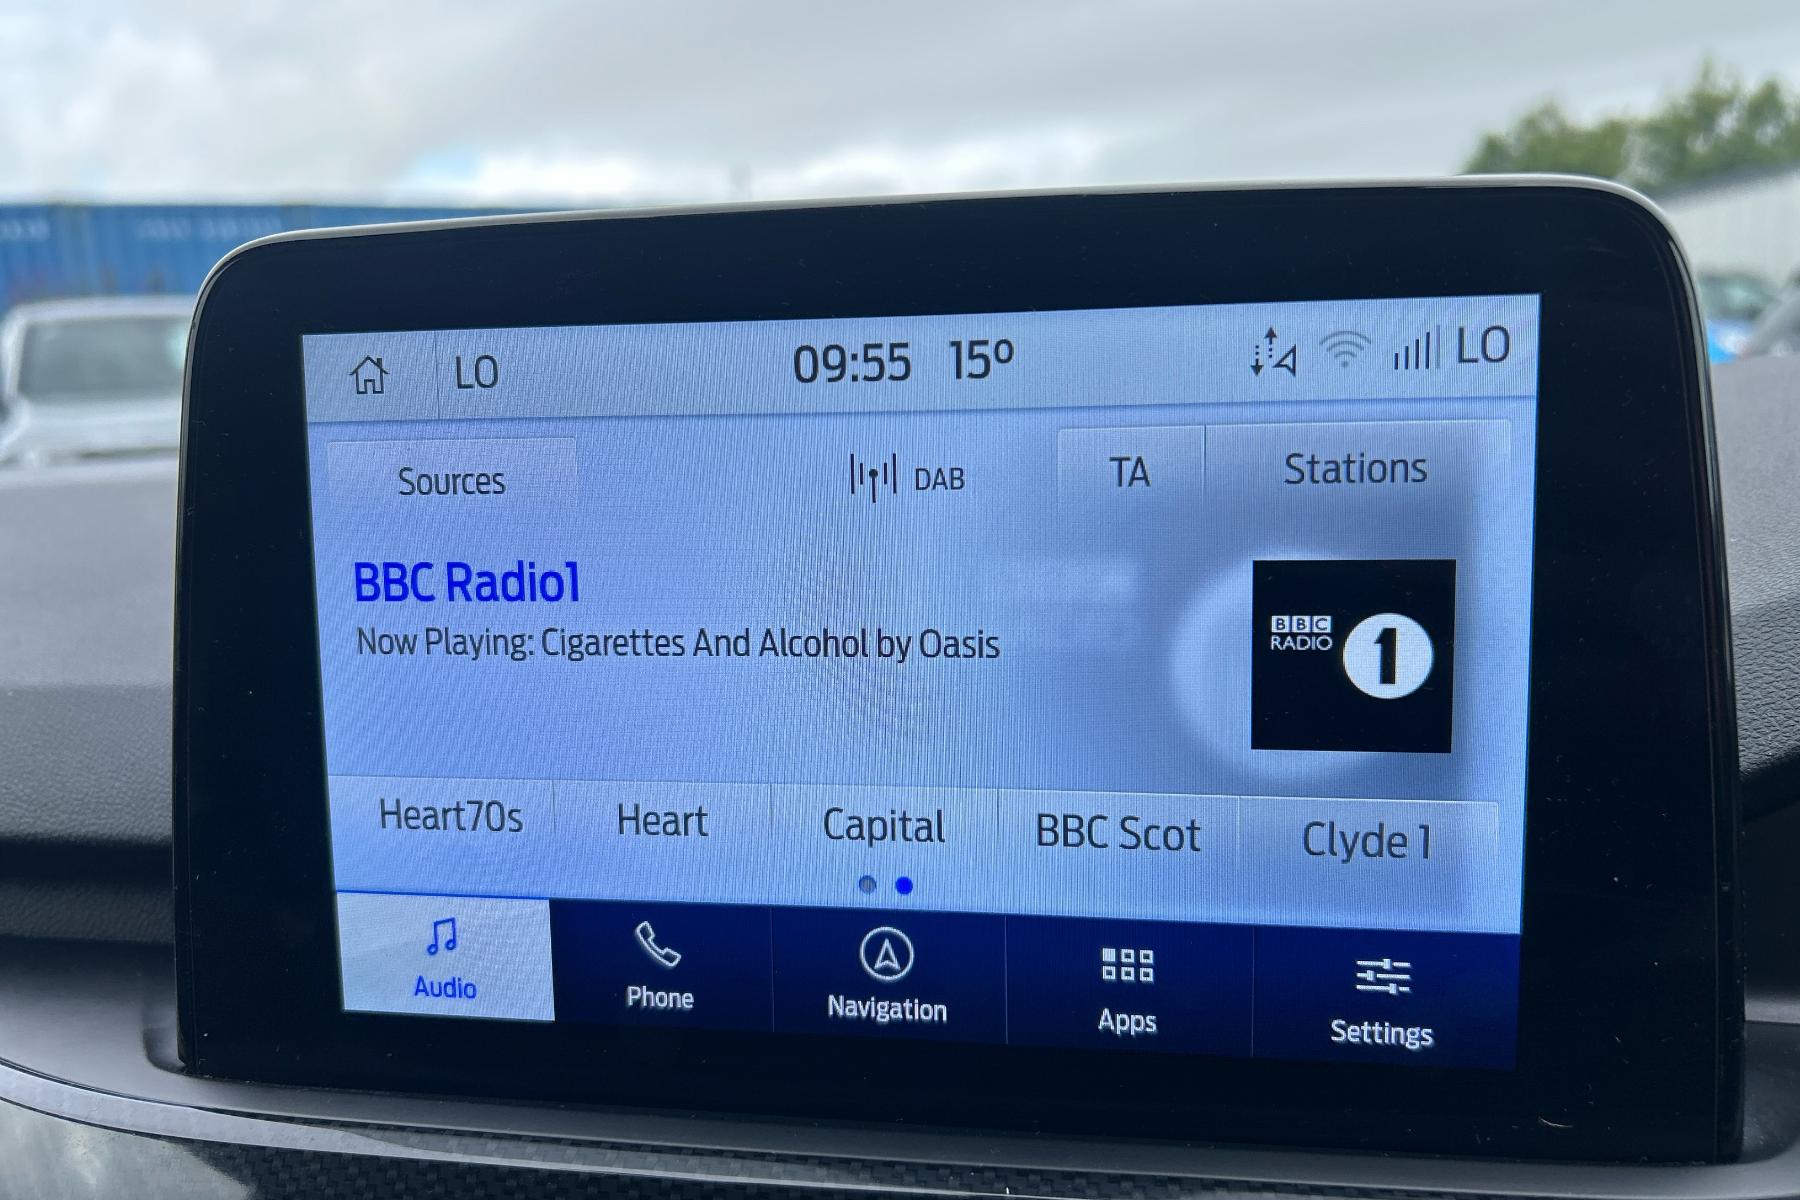 LO 09:55 15º LO
Sources DAB TA Stations
BBC Radio1
Now Playing: Cigarettes And Alcohol by Oasis
BBC
RADIO 1
Heart70s Heart Capital BBC Scot Clyde 1
Audio Phone Navigation Apps Settings